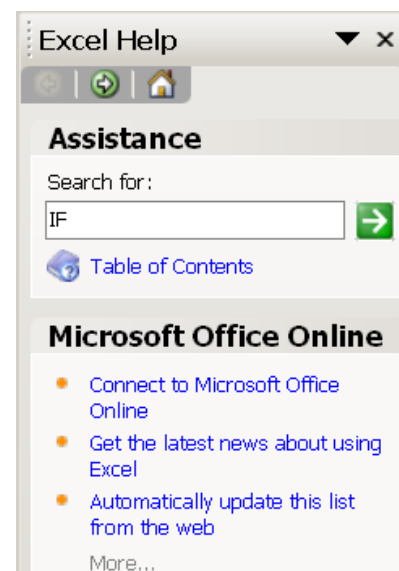 Excel Help
Assistance
Search for:
IF
Table of Contents
Microsoft Office Online
Connect to Microsoft Office
Online
Get the latest news about using
Excel
Automatically update this list
from the web
More...